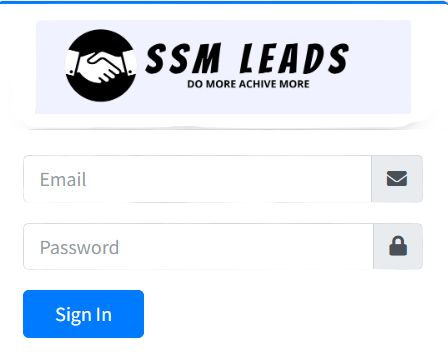 SSM LEADS
DO MORE ACHIVE MORE
Email
Password
Sign In